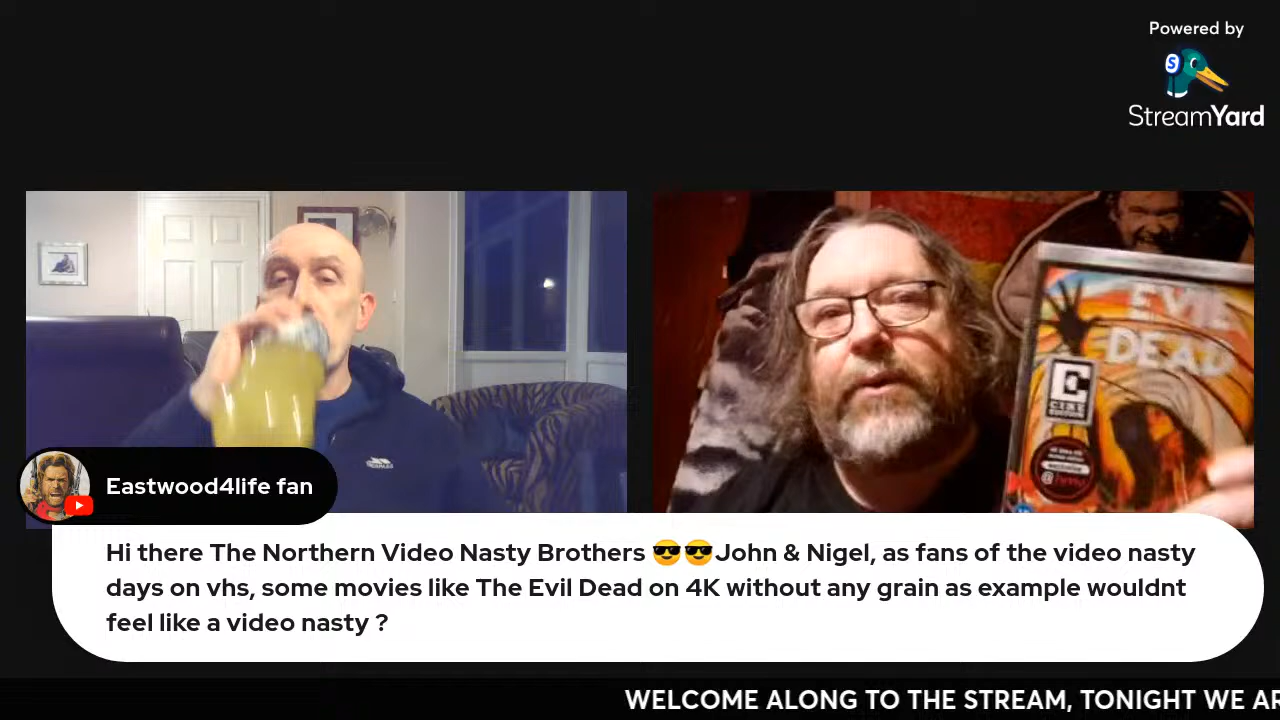 Powered by
S
StreamYard
EVIL
DEAD
E
CINE
EDITION
Eastwood4life fan
Hi there The Northern Video Nasty Brothers 😎😎John & Nigel, as fans of the video nasty
days on vhs, some movies like The Evil Dead on 4K without any grain as example wouldnt
feel like a video nasty ?
WELCOME ALONG TO THE STREAM, TONIGHT WE AR